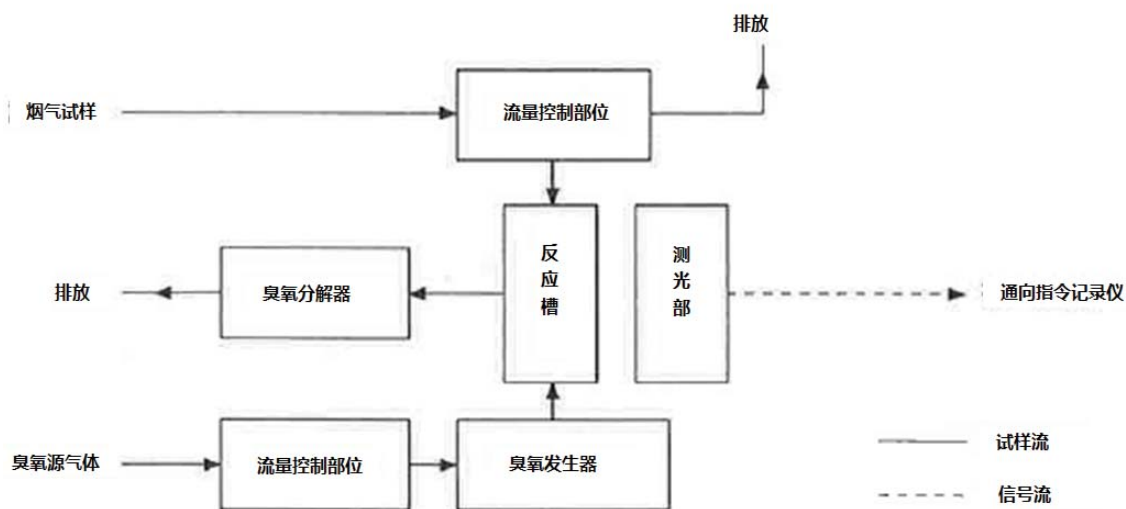 排放
烟气试样
流量控制部位
反应槽
测光部
排放
臭氧分解器
通向指令记录仪
臭氧源气体
流量控制部位
臭氧发生器
试样流
信号流